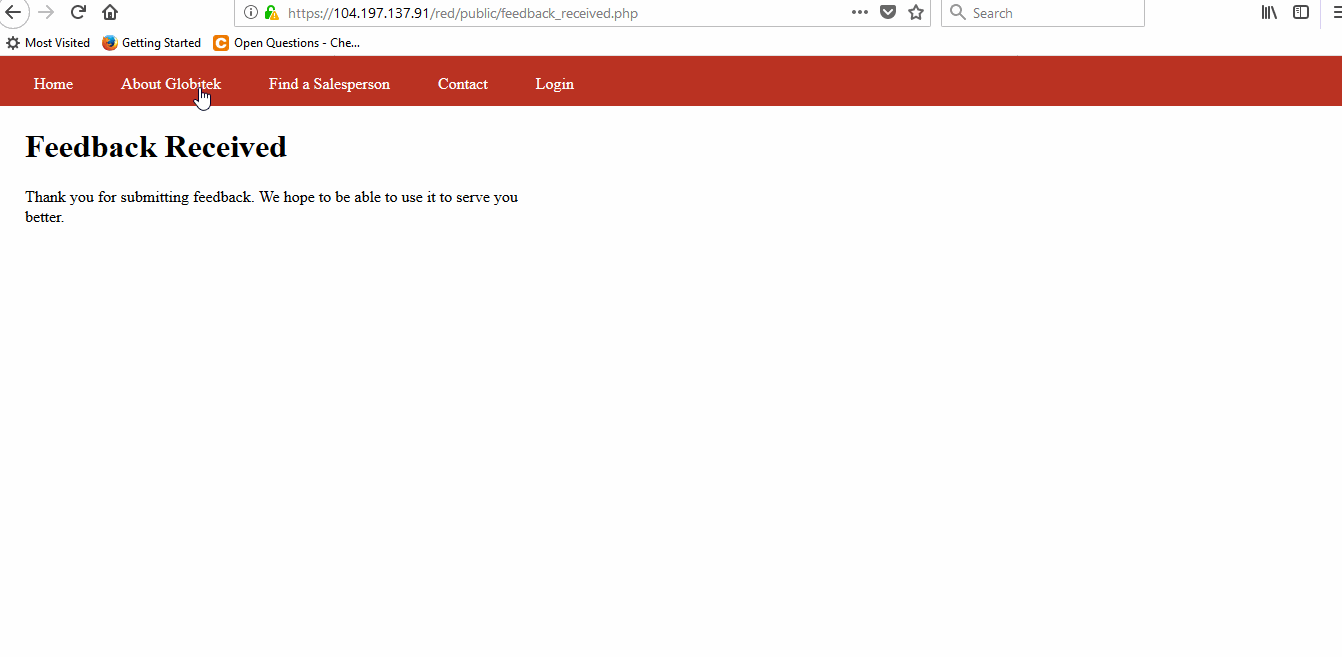 https://104.197.137.91/red/public/feedback_received.php Search
Most Visited Getting Started Open Questions - Che...
Home About Globitek Find a Salesperson Contact Login
Feedback Received
Thank you for submitting feedback. We hope to be able to use it to serve you
better.